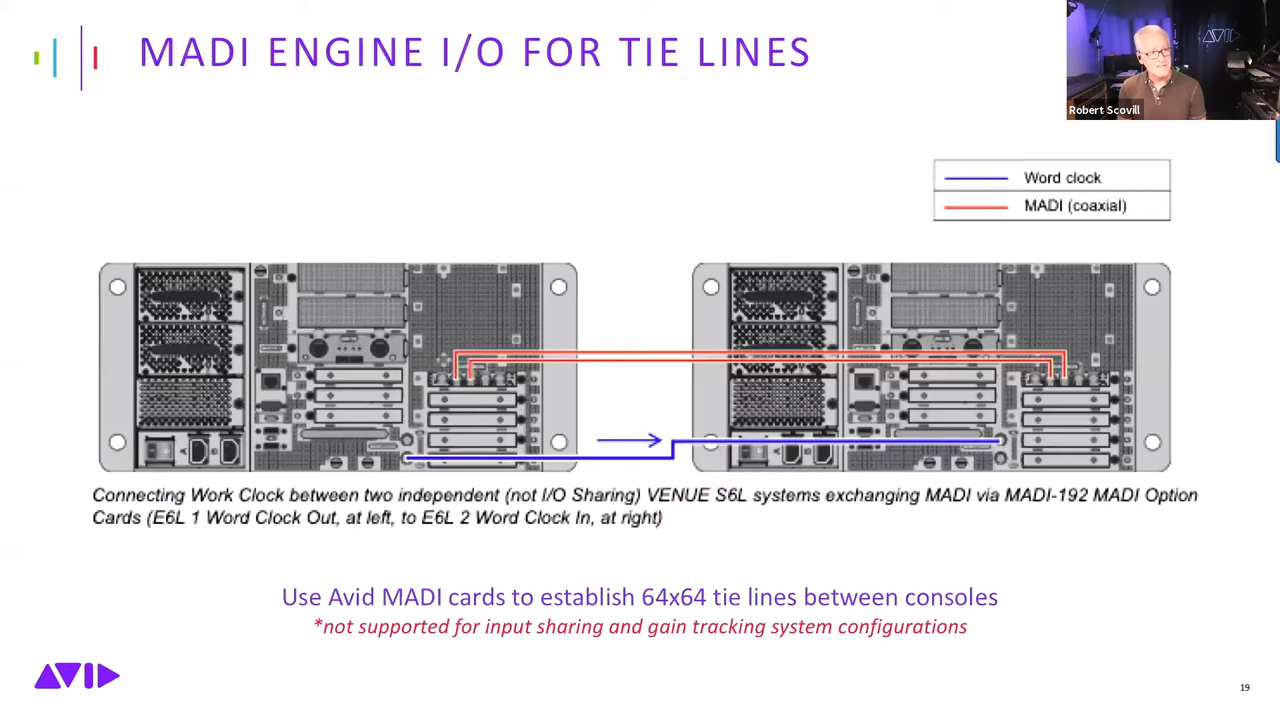 MADI ENGINE I/O FOR TIE LINES
Robert Scovill
Word clock
MADI (coaxial)
Connecting Work Clock between two independent (not I/O Sharing) VENUE S6L systems exchanging MADI via MADI-192 MADI Option
Cards (E6L 1 Word Clock Out, at left, to E6L 2 Word Clock In, at right)
Use Avid MADI cards to establish 64x64 tie lines between consoles
*not supported for input sharing and gain tracking system configurations
AVID
19